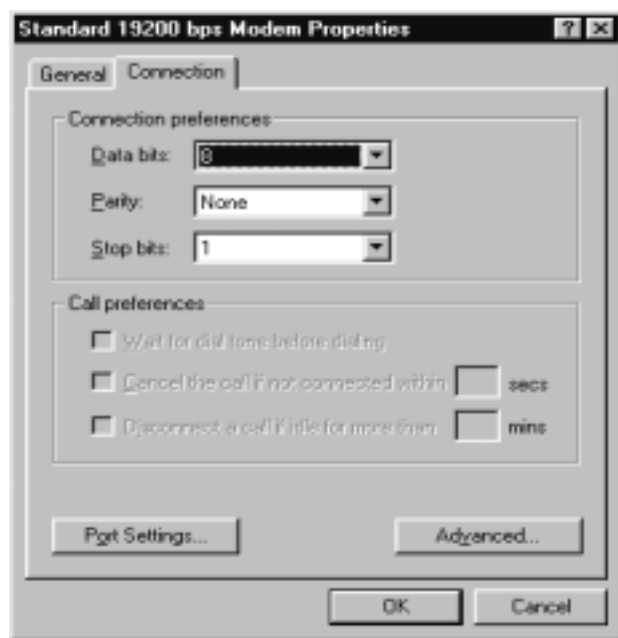 Standard 19200 bps Modem Properties
General Connection
Connection preferences
Data bits: 8
Parity: None
Stop bits: 1
Call preferences
Wait for dial tone before dialing
Cancel the call if not connected within secs
Disconnect a call if idle for more than mins
Port Settings... Advanced...
OK Cancel